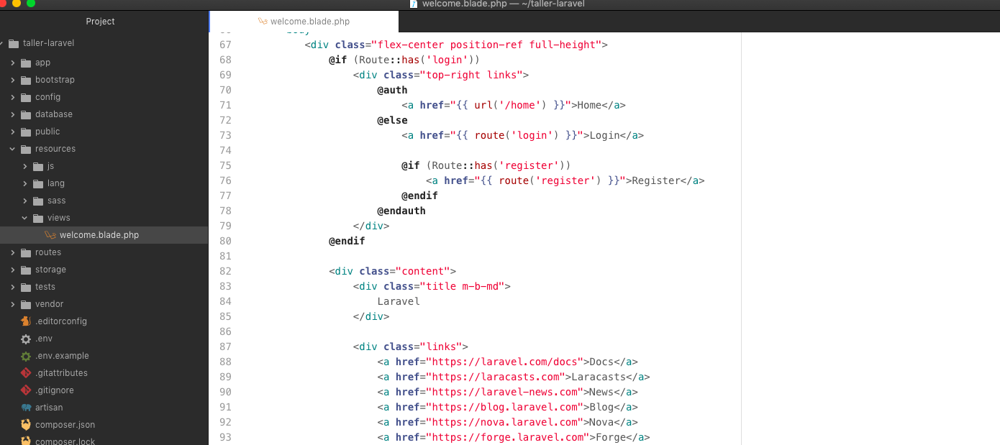 welcome.blade.php — ~/taller-laravel
Project
taller-laravel
app
bootstrap
config
database
public
resources
js
lang
sass
views
welcome.blade.php
routes
storage
tests
vendor
.editorconfig
.env
.env.example
.gitattributes
.gitignore
artisan
composer.json
composer.lock
welcome.blade.php
67 <div class="flex-center position-ref full-height">
68 @if (Route::has('login'))
69 <div class="top-right links">
70 @auth
71 <a href="{{ url('/home') }}">Home</a>
72 @else
73 <a href="{{ route('login') }}">Login</a>
74
75 @if (Route::has('register'))
76 <a href="{{ route('register') }}">Register</a>
77 @endif
78 @endauth
79 </div>
80 @endif
81
82 <div class="content">
83 <div class="title m-b-md">
84 Laravel
85 </div>
86
87 <div class="links">
88 <a href="https://laravel.com/docs">Docs</a>
89 <a href="https://laracasts.com">Laracasts</a>
90 <a href="https://laravel-news.com">News</a>
91 <a href="https://blog.laravel.com">Blog</a>
92 <a href="https://nova.laravel.com">Nova</a>
93 <a href="https://forge.laravel.com">Forge</a>